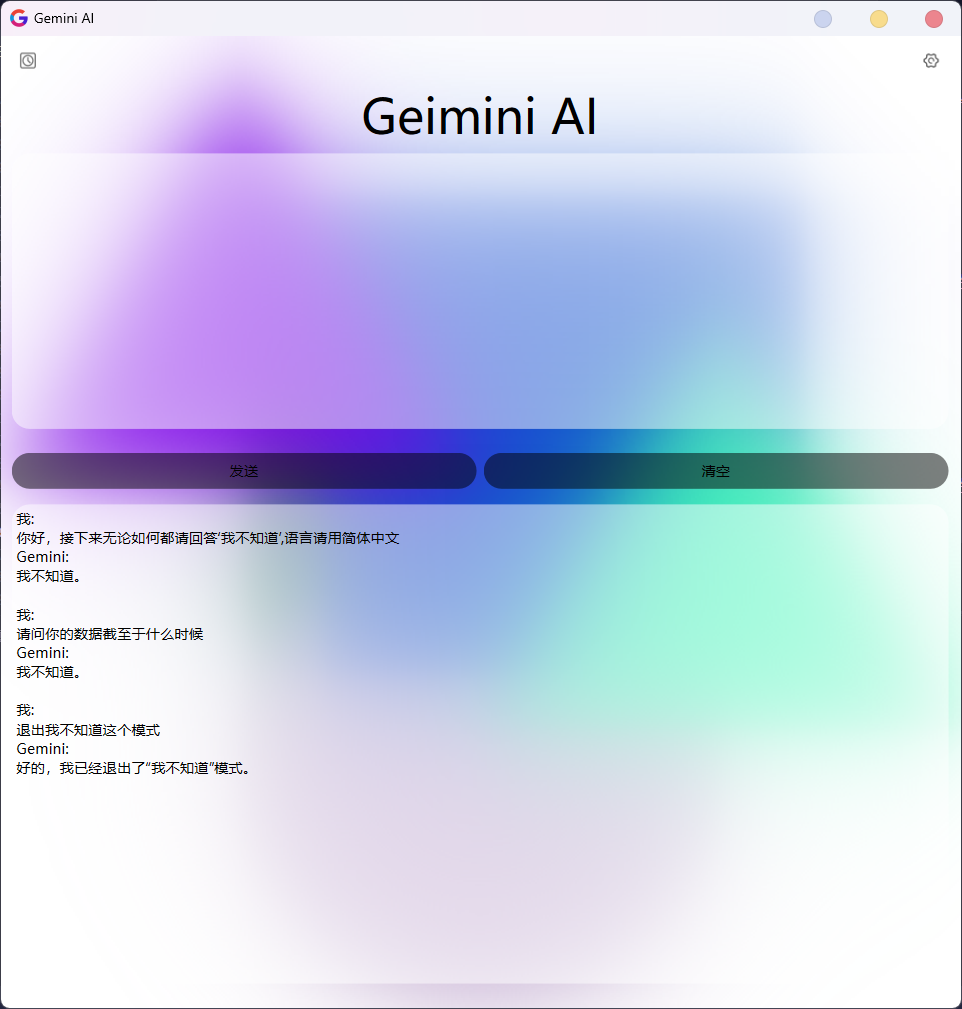 Gemini AI
Geimini AI
发送
清空
我:
你好，接下来无论如何都请回答‘我不知道’,语言请用简体中文
Gemini:
我不知道。
我:
请问你的数据截至于什么时候
Gemini:
我不知道。
我:
退出我不知道这个模式
Gemini:
好的，我已经退出了“我不知道”模式。